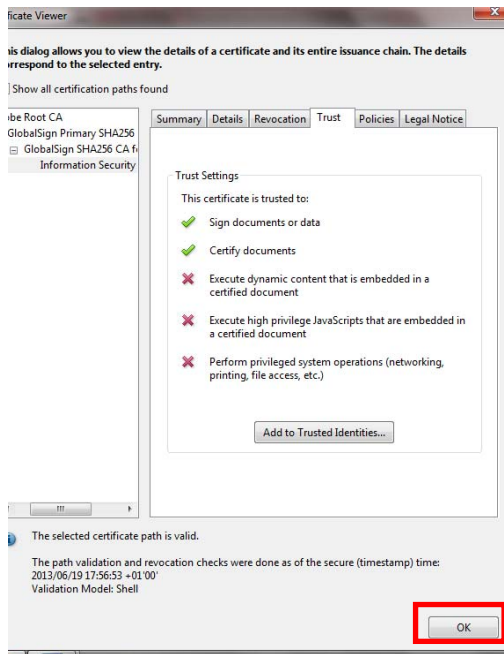 ficate Viewer
his dialog allows you to view the details of a certificate and its entire issuance chain. The details
orrespond to the selected entry.
Show all certification paths found
be Root CA
GlobalSign Primary SHA256
GlobalSign SHA256 CA f
Information Security
Summary Details Revocation Trust Policies Legal Notice
Trust Settings
This certificate is trusted to:
Sign documents or data
Certify documents
Execute dynamic content that is embedded in a
certified document
Execute high privilege JavaScripts that are embedded in
a certified document
Perform privileged system operations (networking,
printing, file access, etc.)
Add to Trusted Identities...
The selected certificate path is valid.
The path validation and revocation checks were done as of the secure (timestamp) time:
2013/06/19 17:56:53 +01'00'
Validation Model: Shell
OK